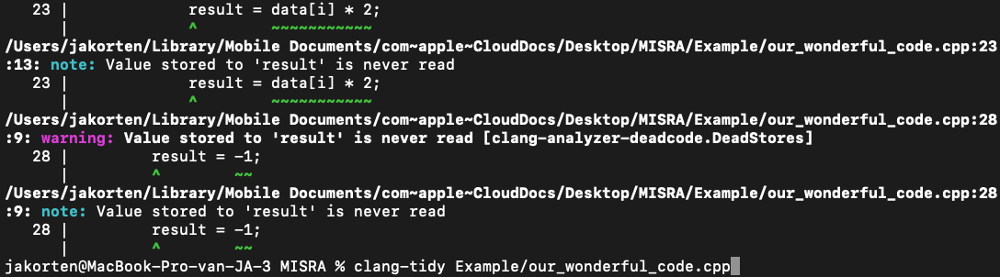 23 |             result = data[i] * 2;
   |             ^        ~~~~~~~~~~~
/Users/jakorten/Library/Mobile Documents/com~apple~CloudDocs/Desktop/MISRA/Example/our_wonderful_code.cpp:23
:13: note: Value stored to 'result' is never read
23 |             result = data[i] * 2;
   |             ^        ~~~~~~~~~~~
/Users/jakorten/Library/Mobile Documents/com~apple~CloudDocs/Desktop/MISRA/Example/our_wonderful_code.cpp:28
:9: warning: Value stored to 'result' is never read [clang-analyzer-deadcode.DeadStores]
28 |         result = -1;
   |         ^        ~~
/Users/jakorten/Library/Mobile Documents/com~apple~CloudDocs/Desktop/MISRA/Example/our_wonderful_code.cpp:28
:9: note: Value stored to 'result' is never read
28 |         result = -1;
   |         ^        ~~
jakorten@MacBook-Pro-van-JA-3 MISRA % clang-tidy Example/our_wonderful_code.cpp